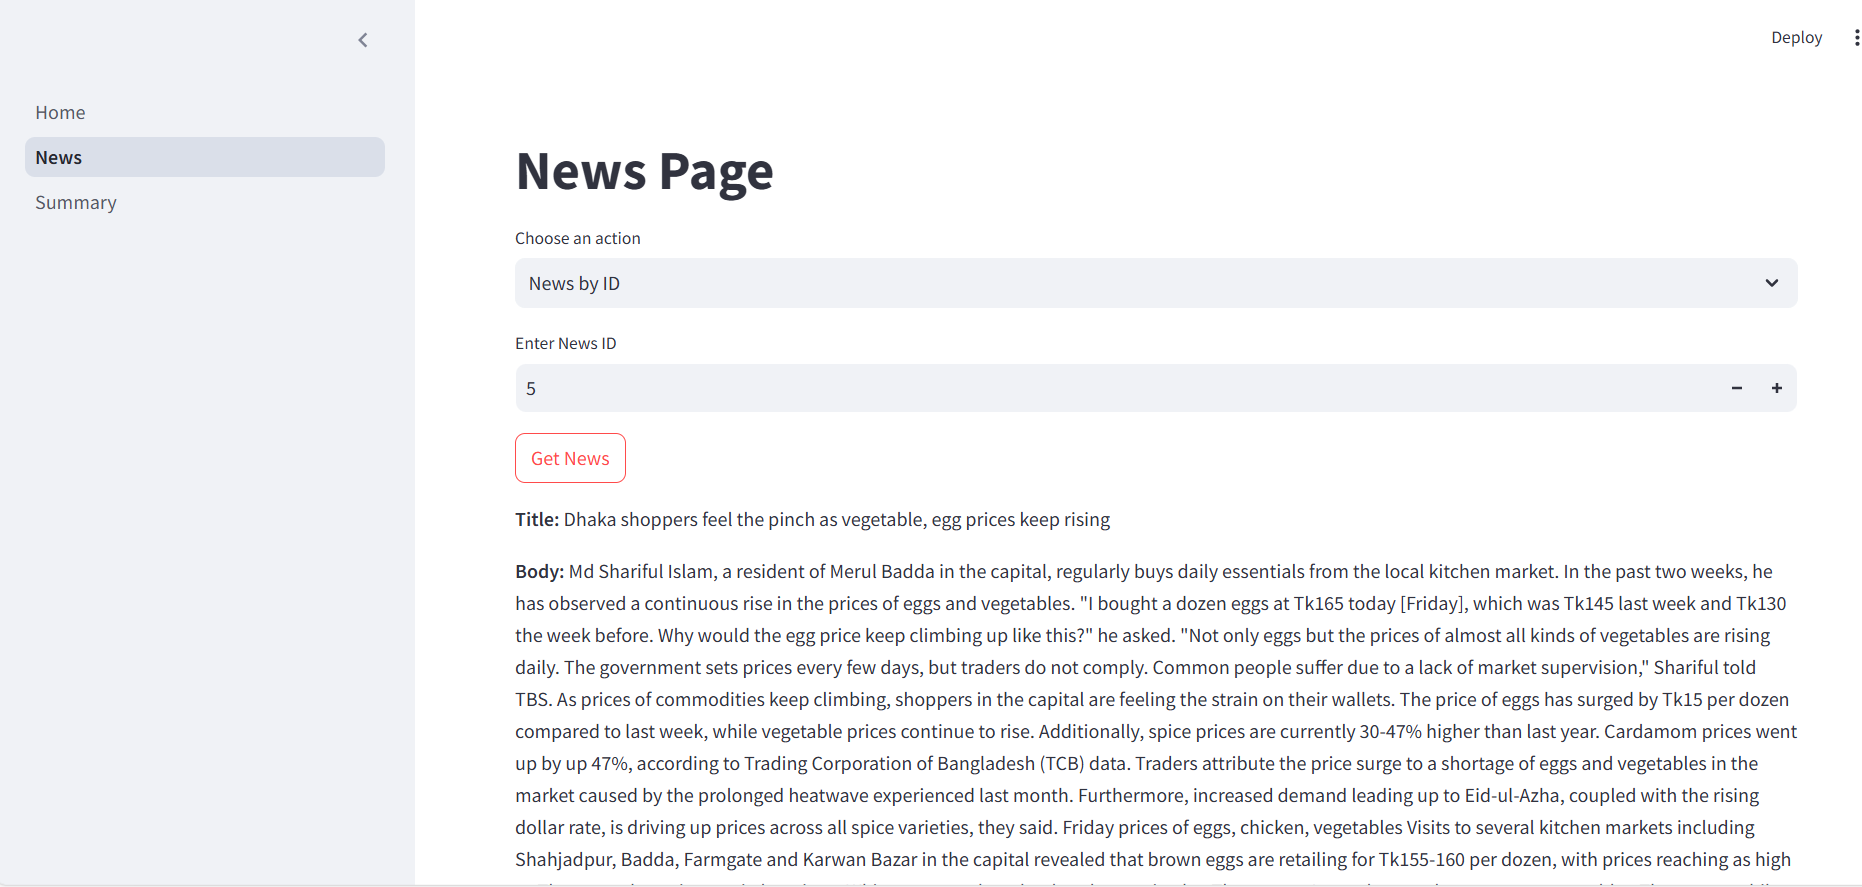 Deploy
Home
News
Summary
News Page
Choose an action
News by ID
Enter News ID
5
Get News
Title: Dhaka shoppers feel the pinch as vegetable, egg prices keep rising
Body: Md Shariful Islam, a resident of Merul Badda in the capital, regularly buys daily essentials from the local kitchen market. In the past two weeks, he
has observed a continuous rise in the prices of eggs and vegetables. "I bought a dozen eggs at Tk165 today [Friday], which was Tk145 last week and Tk130
the week before. Why would the egg price keep climbing up like this?" he asked. "Not only eggs but the prices of almost all kinds of vegetables are rising
daily. The government sets prices every few days, but traders do not comply. Common people suffer due to a lack of market supervision," Shariful told
TBS. As prices of commodities keep climbing, shoppers in the capital are feeling the strain on their wallets. The price of eggs has surged by Tk15 per dozen
compared to last week, while vegetable prices continue to rise. Additionally, spice prices are currently 30-47% higher than last year. Cardamom prices went
up by up 47%, according to Trading Corporation of Bangladesh (TCB) data. Traders attribute the price surge to a shortage of eggs and vegetables in the
market caused by the prolonged heatwave experienced last month. Furthermore, increased demand leading up to Eid-ul-Azha, coupled with the rising
dollar rate, is driving up prices across all spice varieties, they said. Friday prices of eggs, chicken, vegetables Visits to several kitchen markets including
Shahjadpur, Badda, Farmgate and Karwan Bazar in the capital revealed that brown eggs are retailing for Tk155-160 per dozen, with prices reaching as high